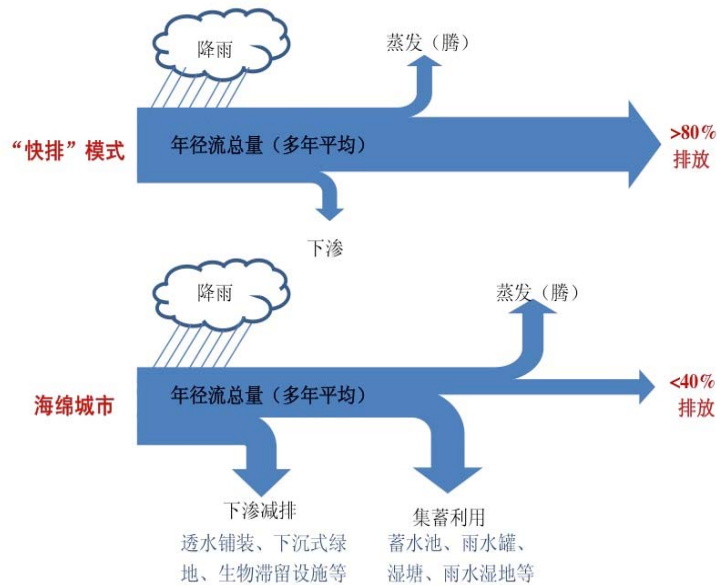 降雨
蒸发（腾）
“快排”模式
年径流总量（多年平均）
>80%
排放
下渗
降雨
蒸发（腾）
海绵城市
年径流总量（多年平均）
<40%
排放
下渗减排
透水铺装、下沉式绿
地、生物滞留设施等
集蓄利用
蓄水池、雨水罐、
湿塘、雨水湿地等